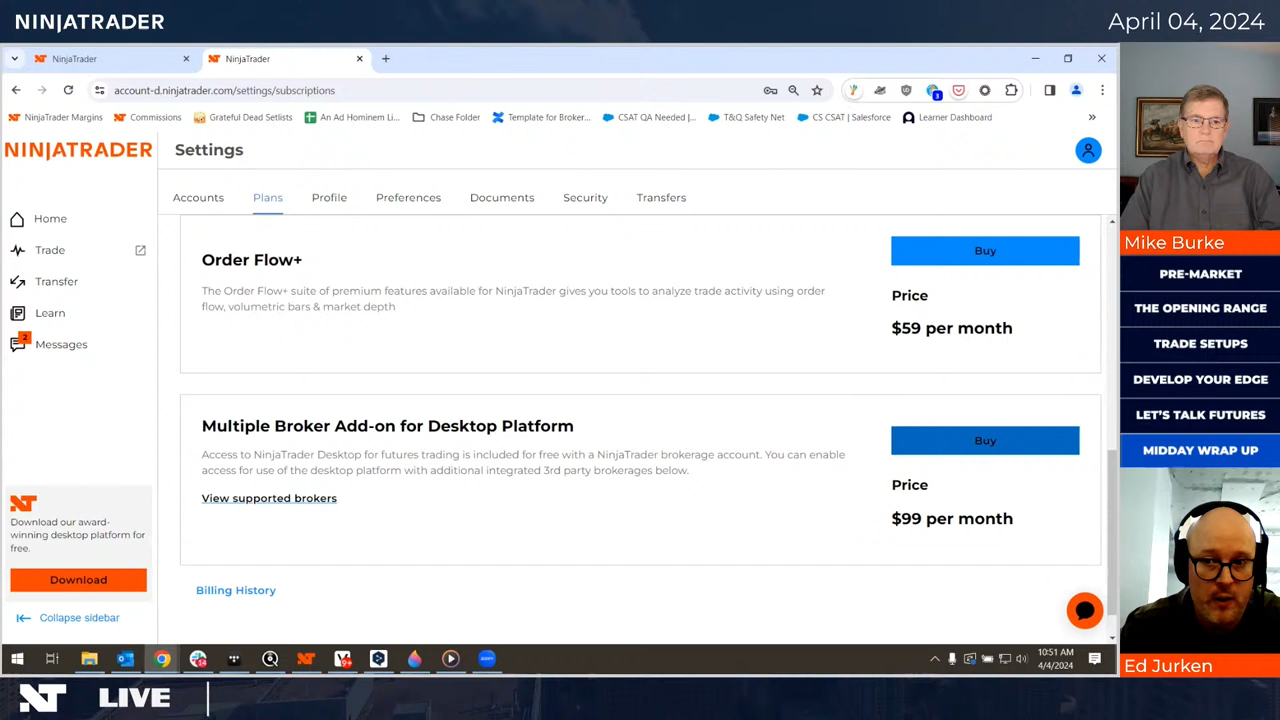 NINJATRADER
April 04, 2024
NinjaTrader
NinjaTrader
account-d.ninjatrader.com/settings/subscriptions
3
NinjaTrader Margins
Commissions
Grateful Dead Setlists
An Ad Hominem Li...
Chase Folder
Template for Broker...
CSAT QA Needed |...
T&Q Safety Net
CS CSAT | Salesforce
Learner Dashboard
NINJATRADER
Settings
Accounts
Plans
Profile
Preferences
Documents
Security
Transfers
Home
Trade
Transfer
Learn
2
Messages
Order Flow+
The Order Flow+ suite of premium features available for NinjaTrader gives you tools to analyze trade activity using order
flow, volumetric bars & market depth
Buy
Price
$59 per month
Multiple Broker Add-on for Desktop Platform
Access to NinjaTrader Desktop for futures trading is included for free with a NinjaTrader brokerage account. You can enable
access for use of the desktop platform with additional integrated 3rd party brokerages below.
View supported brokers
Buy
Price
$99 per month
Billing History
NT
Download our award-
winning desktop platform for
free.
Download
Collapse sidebar
10:51 AM
4/4/2024
Mike Burke
PRE-MARKET
THE OPENING RANGE
TRADE SETUPS
DEVELOP YOUR EDGE
LET'S TALK FUTURES
MIDDAY WRAP UP
Ed Jurken
NT LIVE